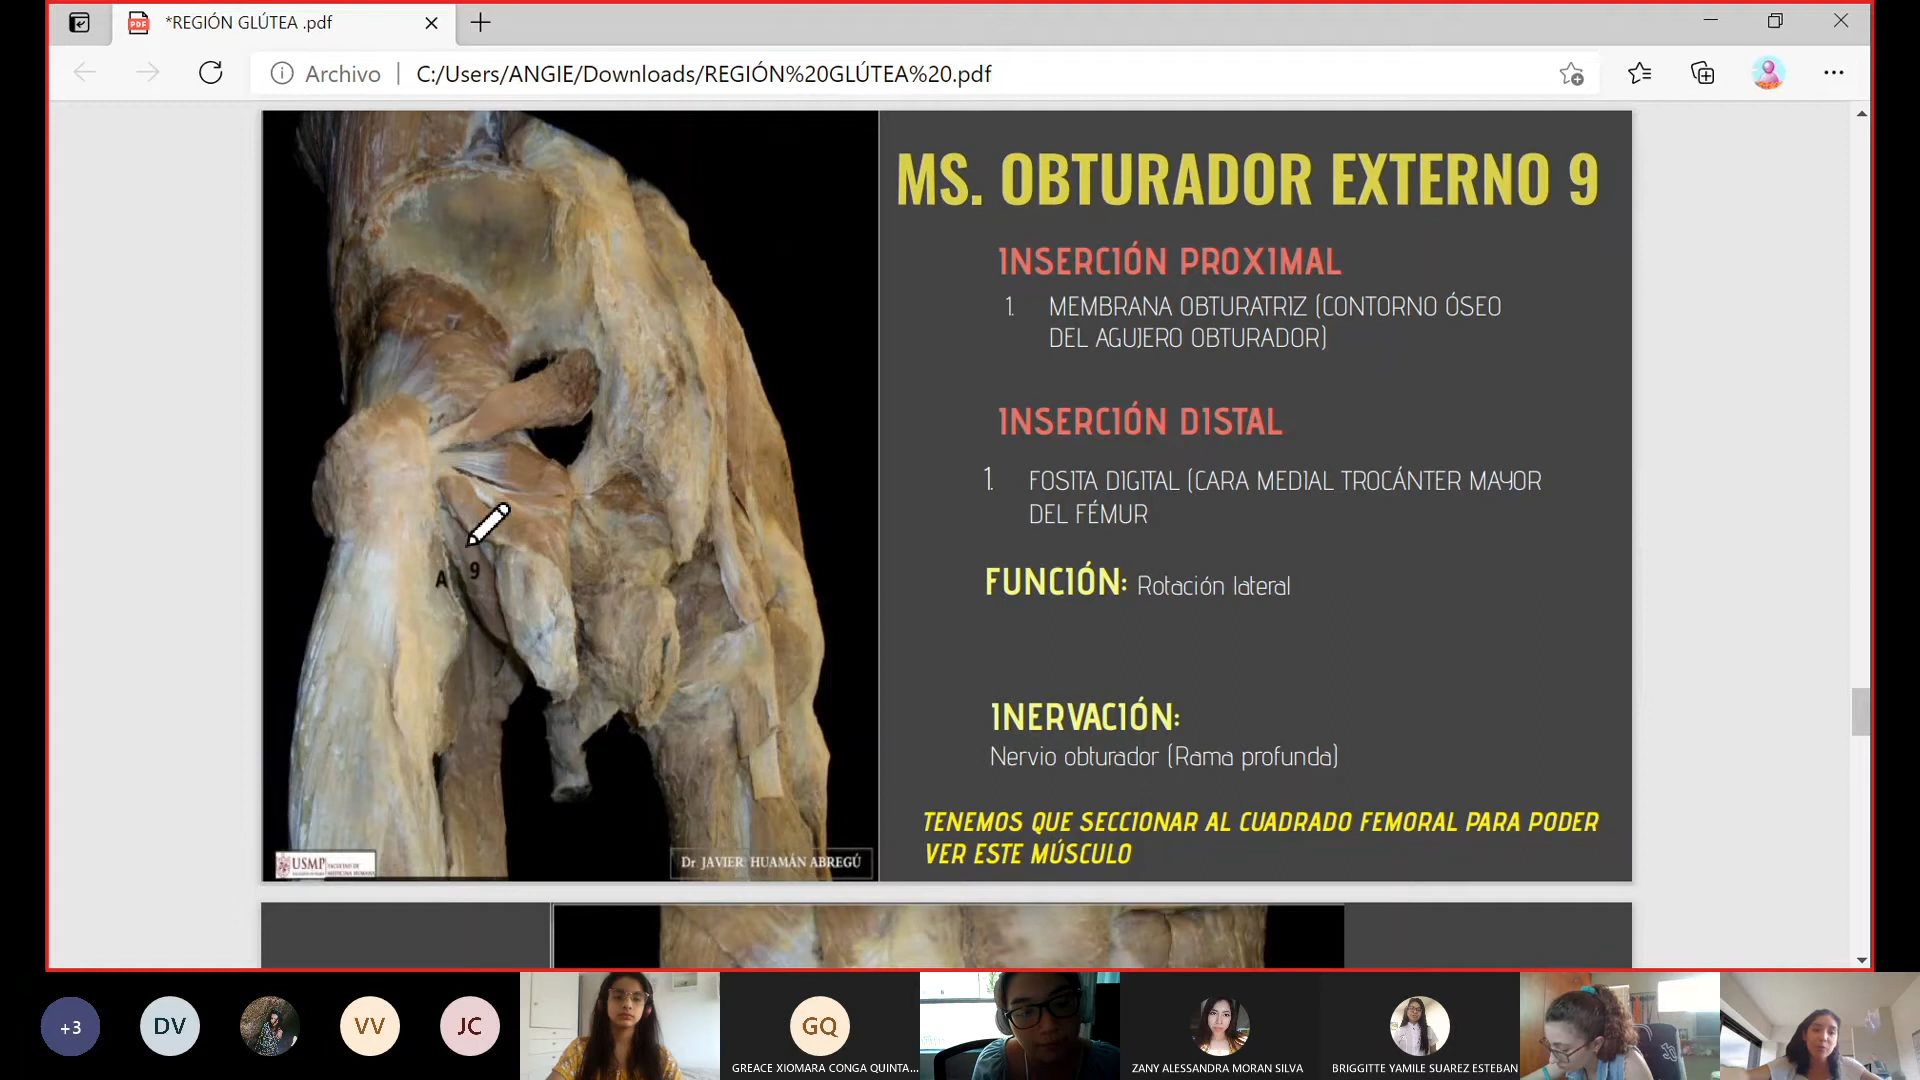 *REGIÓN GLÚTEA .pdf
Archivo | C:/Users/ANGIE/Downloads/REGIÓN%20GLÚTEA%20.pdf
MS. OBTURADOR EXTERNO 9
INSERCIÓN PROXIMAL
1. MEMBRANA OBTURATRIZ (CONTORNO ÓSEO
DEL AGUJERO OBTURADOR)
INSERCIÓN DISTAL
1. FOSITA DIGITAL (CARA MEDIAL TROCÁNTER MAYOR
DEL FÉMUR
FUNCIÓN: Rotación lateral
INERVACIÓN:
Nervio obturador (Rama profunda)
TENEMOS QUE SECCIONAR AL CUADRADO FEMORAL PARA PODER
VER ESTE MÚSCULO
A 9
USMP FACULTAD DE
MEDICINA HUMANA
Dr. JAVIER HUAMÁN ABREGÚ
+3
DV
VV
JC
GQ
GREACE XIOMARA CONGA QUINTA...
ZANY ALESSANDRA MORAN SILVA
BRIGGITTE YAMILE SUAREZ ESTEBAN